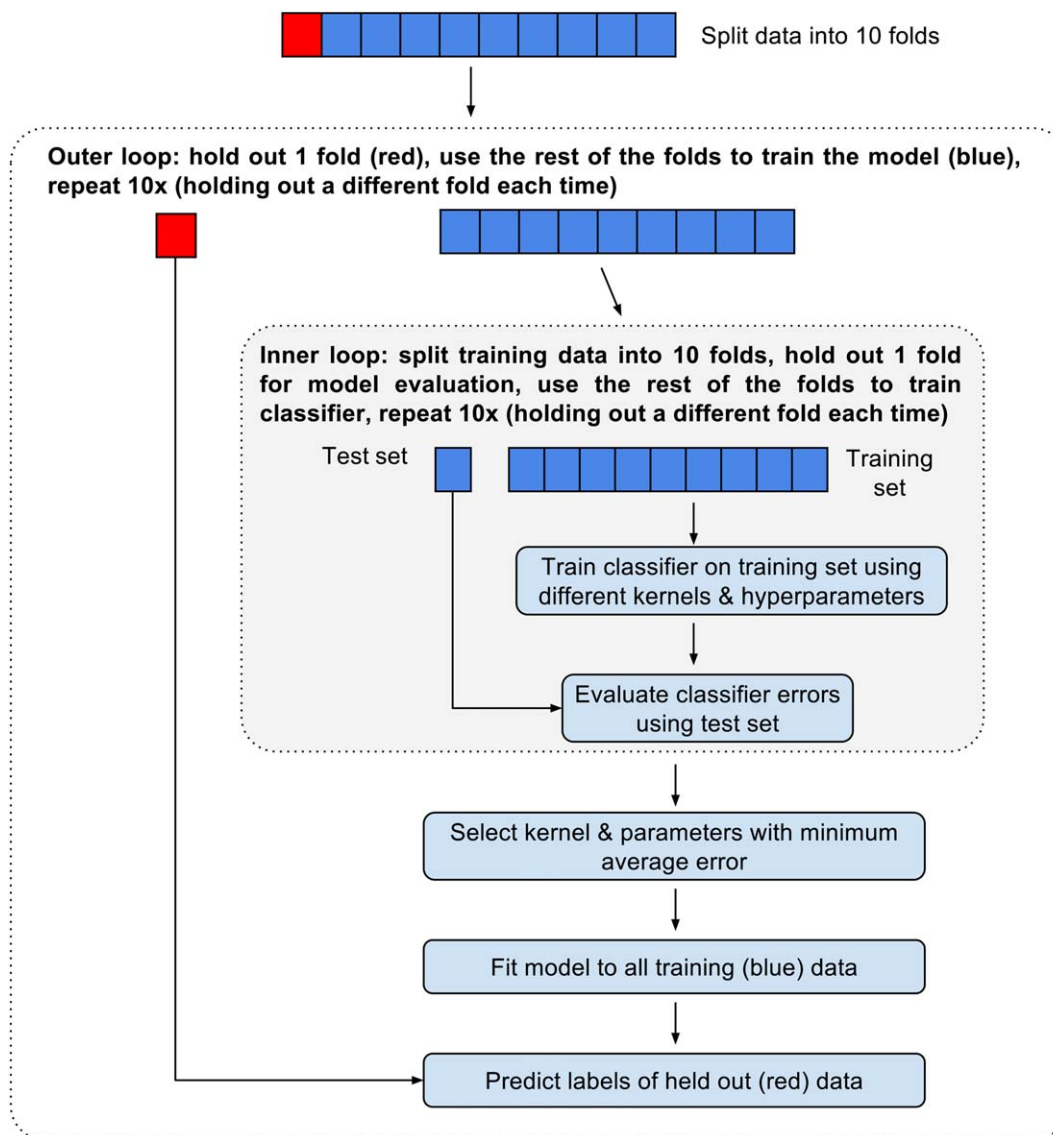 Split data into 10 folds
Outer loop: hold out 1 fold (red), use the rest of the folds to train the model (blue),
repeat 10x (holding out a different fold each time)
Inner loop: split training data into 10 folds, hold out 1 fold
for model evaluation, use the rest of the folds to train
classifier, repeat 10x (holding out a different fold each time)
Test set
Training
set
Train classifier on training set using
different kernels & hyperparameters
Evaluate classifier errors
using test set
Select kernel & parameters with minimum
average error
Fit model to all training (blue) data
Predict labels of held out (red) data